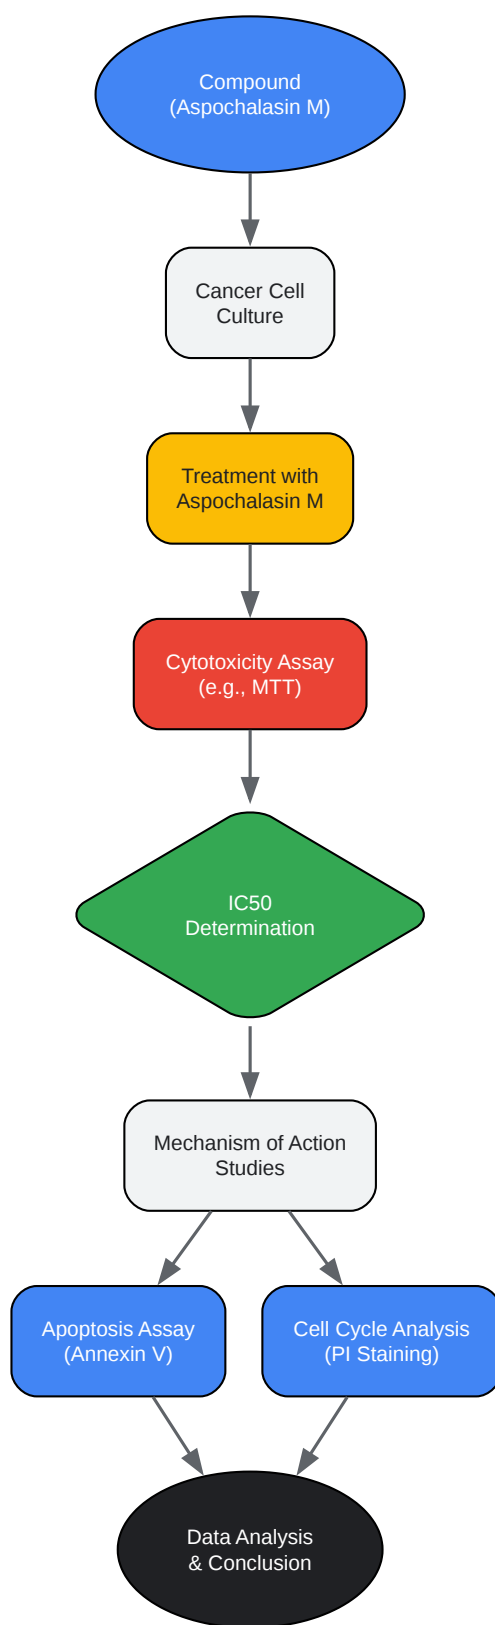 Compound
(Aspochalasin M)
Cancer Cell
Culture
Treatment with
Aspochalasin M
Cytotoxicity Assay
(e.g., MTT)
IC50
Determination
Mechanism of Action
Studies
Apoptosis Assay
(Annexin V)
Cell Cycle Analysis
(PI Staining)
Data Analysis
& Conclusion